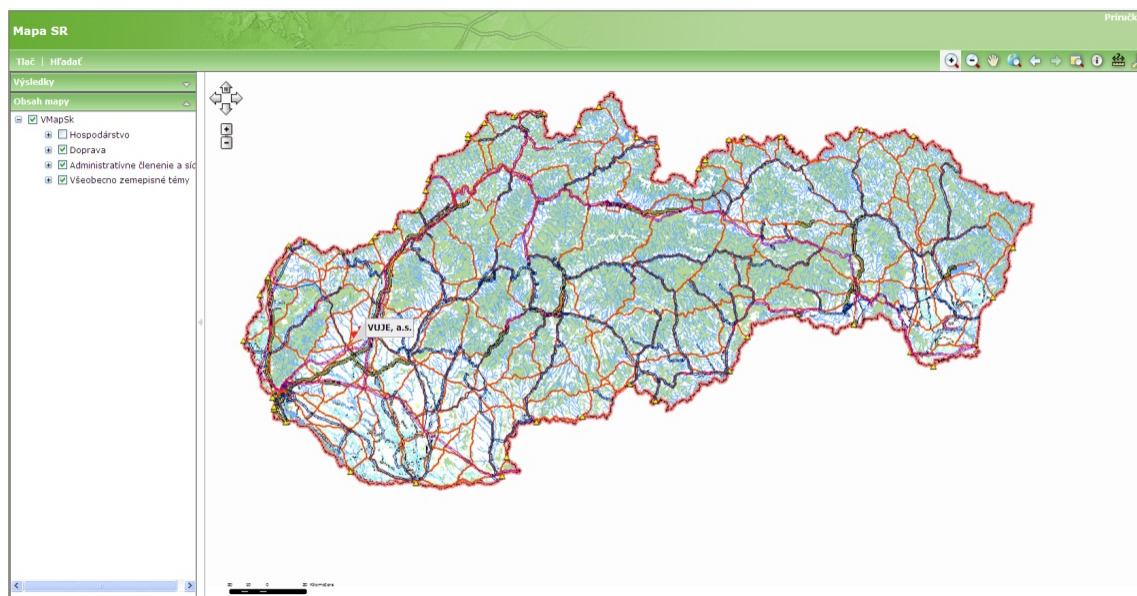 Mapa SR
Príručk
Tlač | Hľadať
Výsledky
Obsah mapy
VMapSk
Hospodárstvo
Doprava
Administratívne členenie a síd
Všeobecno zemepisné témy
VUJE, a.s.